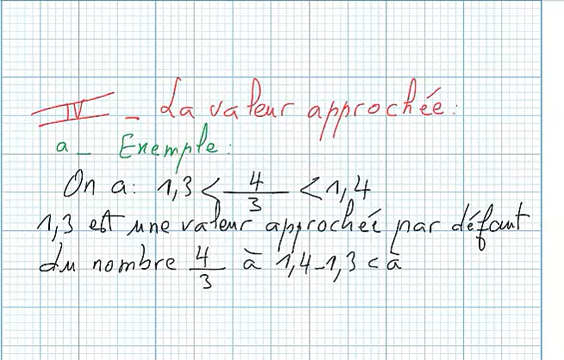 IV - La valeur approchée:
a - Exemple:
On a: 1,3 < 4/3 < 1,4
1,3 est une valeur approchée par défaut
du nombre 4/3 à 1,4-1,3 < à